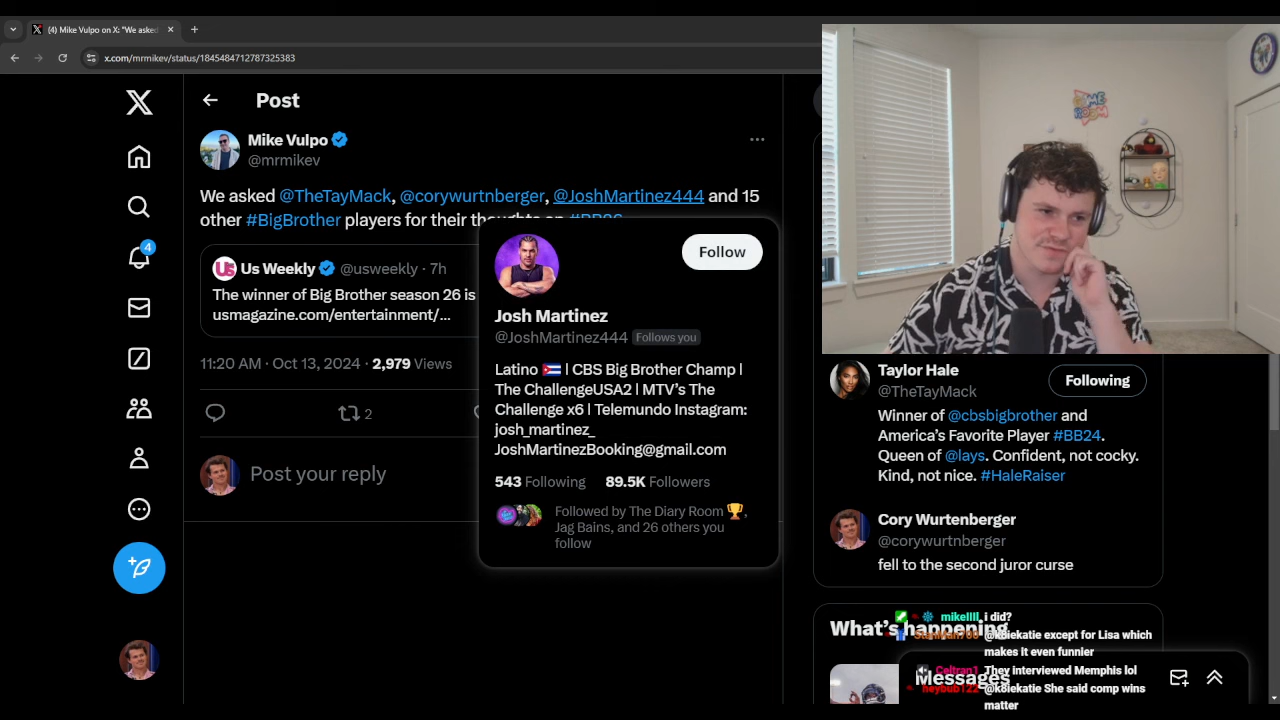 (4) Mike Vulpo on X: "We asked
x.com/mrmikev/status/1845484712787325383
Post
Mike Vulpo
@mrmikev
We asked @TheTayMack, @corywurtnberger, @JoshMartinez444 and 15
other #BigBrother players for their thoughts on #BB26
Us Weekly @usweekly · 7h
The winner of Big Brother season 26 is
usmagazine.com/entertainment/...
11:20 AM · Oct 13, 2024 · 2,979 Views
2
Post your reply
4
Follow
Josh Martinez
@JoshMartinez444 Follows you
Latino 🇨🇺 | CBS Big Brother Champ |
The ChallengeUSA2 | MTV's The
Challenge x6 | Telemundo Instagram:
josh_martinez_
JoshMartinezBooking@gmail.com
543 Following 89.5K Followers
Followed by The Diary Room 🏆,
Jag Bains, and 26 others you
follow
Taylor Hale
@TheTayMack
Following
Winner of @cbsbigbrother and
America's Favorite Player #BB24.
Queen of @lays. Confident, not cocky.
Kind, not nice. #HaleRaiser
Cory Wurtenberger
@corywurtnberger
fell to the second juror curse
What's happening
Messages
mikellll i did?
@k8iekatie except for Lisa which
makes it even funnier
Celtran1 They interviewed Memphis lol
heybub122 @k8iekatie She said comp wins
matter